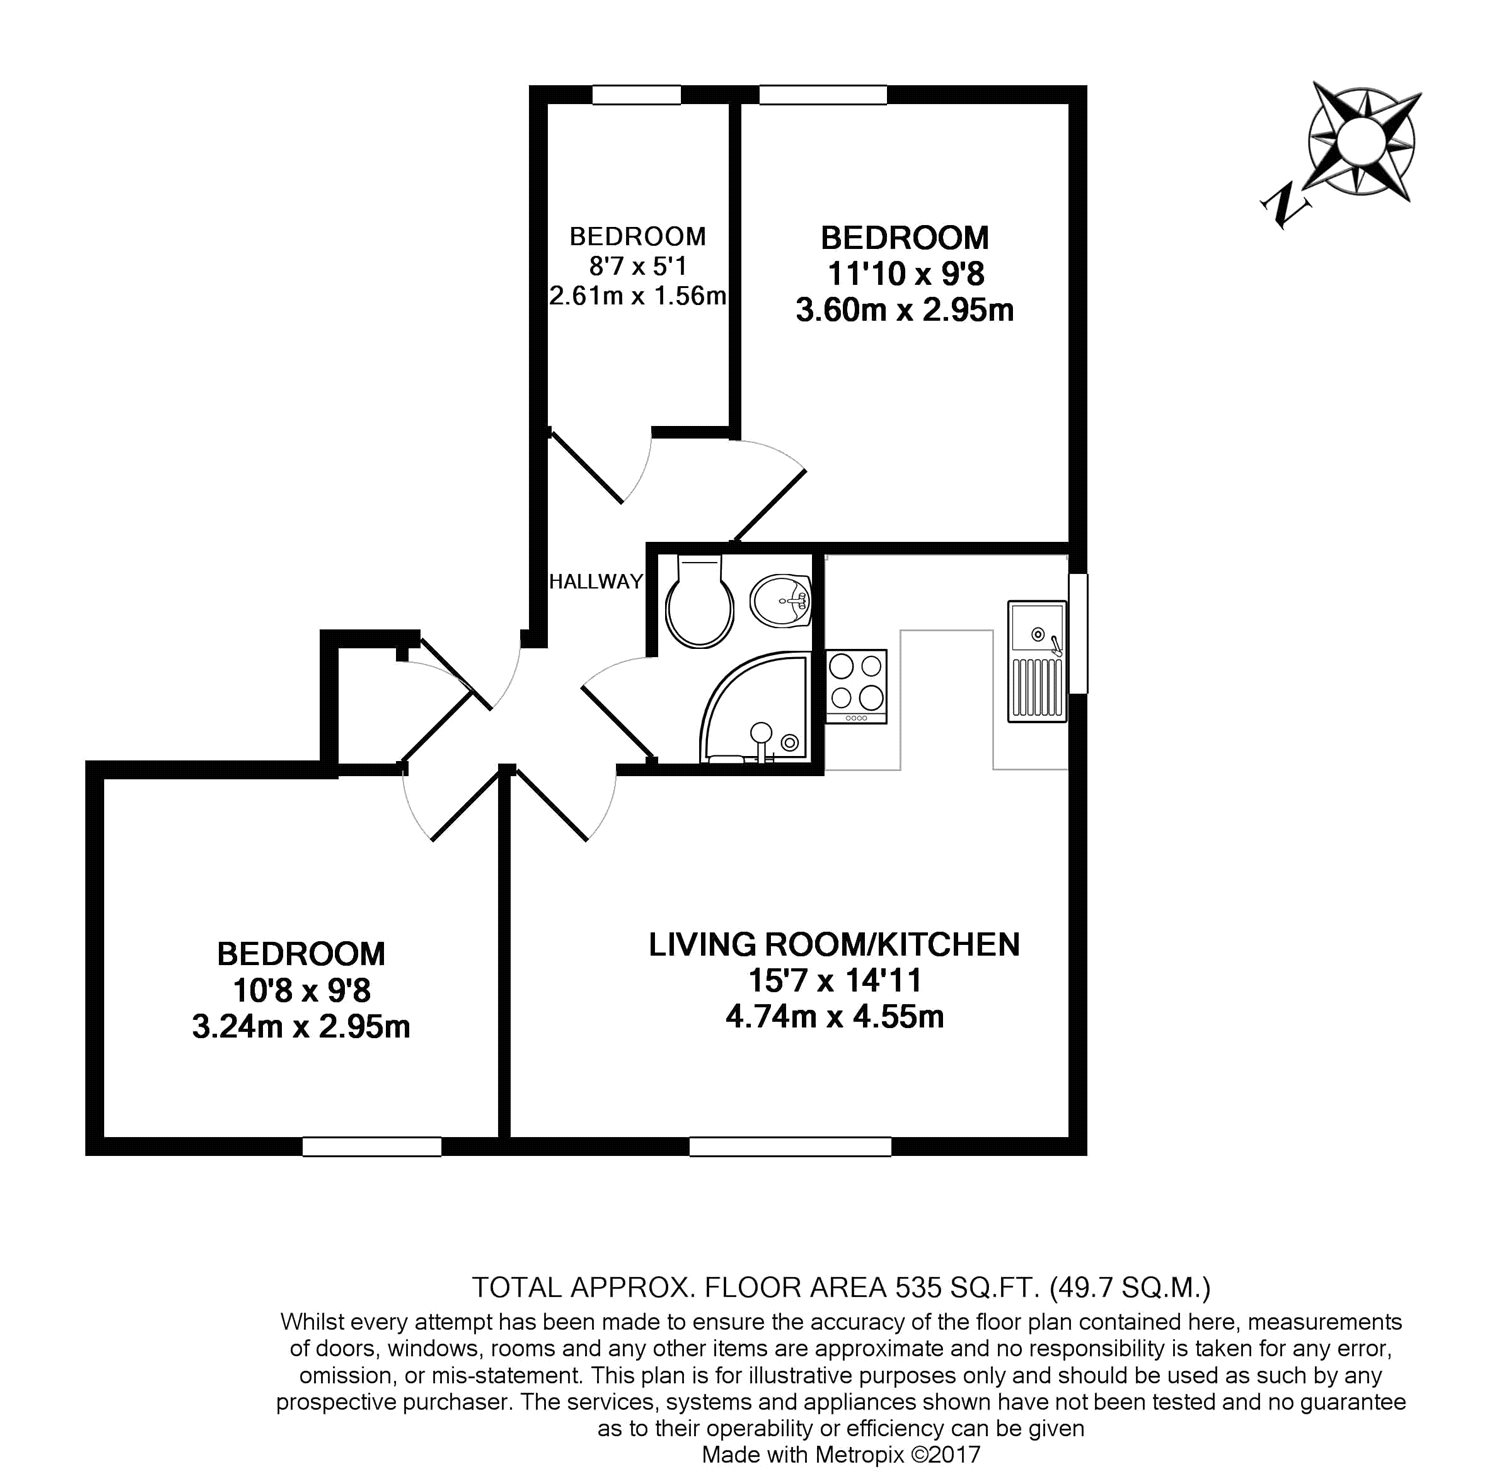 N
BEDROOM
8'7 x 5'1
2.61m x 1.56m
BEDROOM
11'10 x 9'8
3.60m x 2.95m
HALLWAY
BEDROOM
10'8 x 9'8
3.24m x 2.95m
LIVING ROOM/KITCHEN
15'7 x 14'11
4.74m x 4.55m
TOTAL APPROX. FLOOR AREA 535 SQ.FT. (49.7 SQ.M.)
Whilst every attempt has been made to ensure the accuracy of the floor plan contained here, measurements
of doors, windows, rooms and any other items are approximate and no responsibility is taken for any error,
omission, or mis-statement. This plan is for illustrative purposes only and should be used as such by any
prospective purchaser. The services, systems and appliances shown have not been tested and no guarantee
as to their operability or efficiency can be given
Made with Metropix ©2017